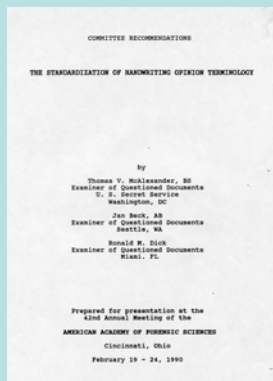 COMMITTEE RECOMMENDATIONS
THE STANDARDIZATION OF HANDWRITING OPINION TERMINOLOGY
by
Thomas V. McAlexander, BS
Examiner of Questioned Documents
U. S. Secret Service
Washington, DC
Jan Beck, AB
Examiner of Questioned Documents
Seattle, WA
Ronald M. Dick
Examiner of Questioned Documents
Miami. FL
Prepared for presentation at the
42nd Annual Meeting of the
AMERICAN ACADEMY OF FORENSIC SCIENCES
Cincinnati, Ohio
February 19 - 24, 1990